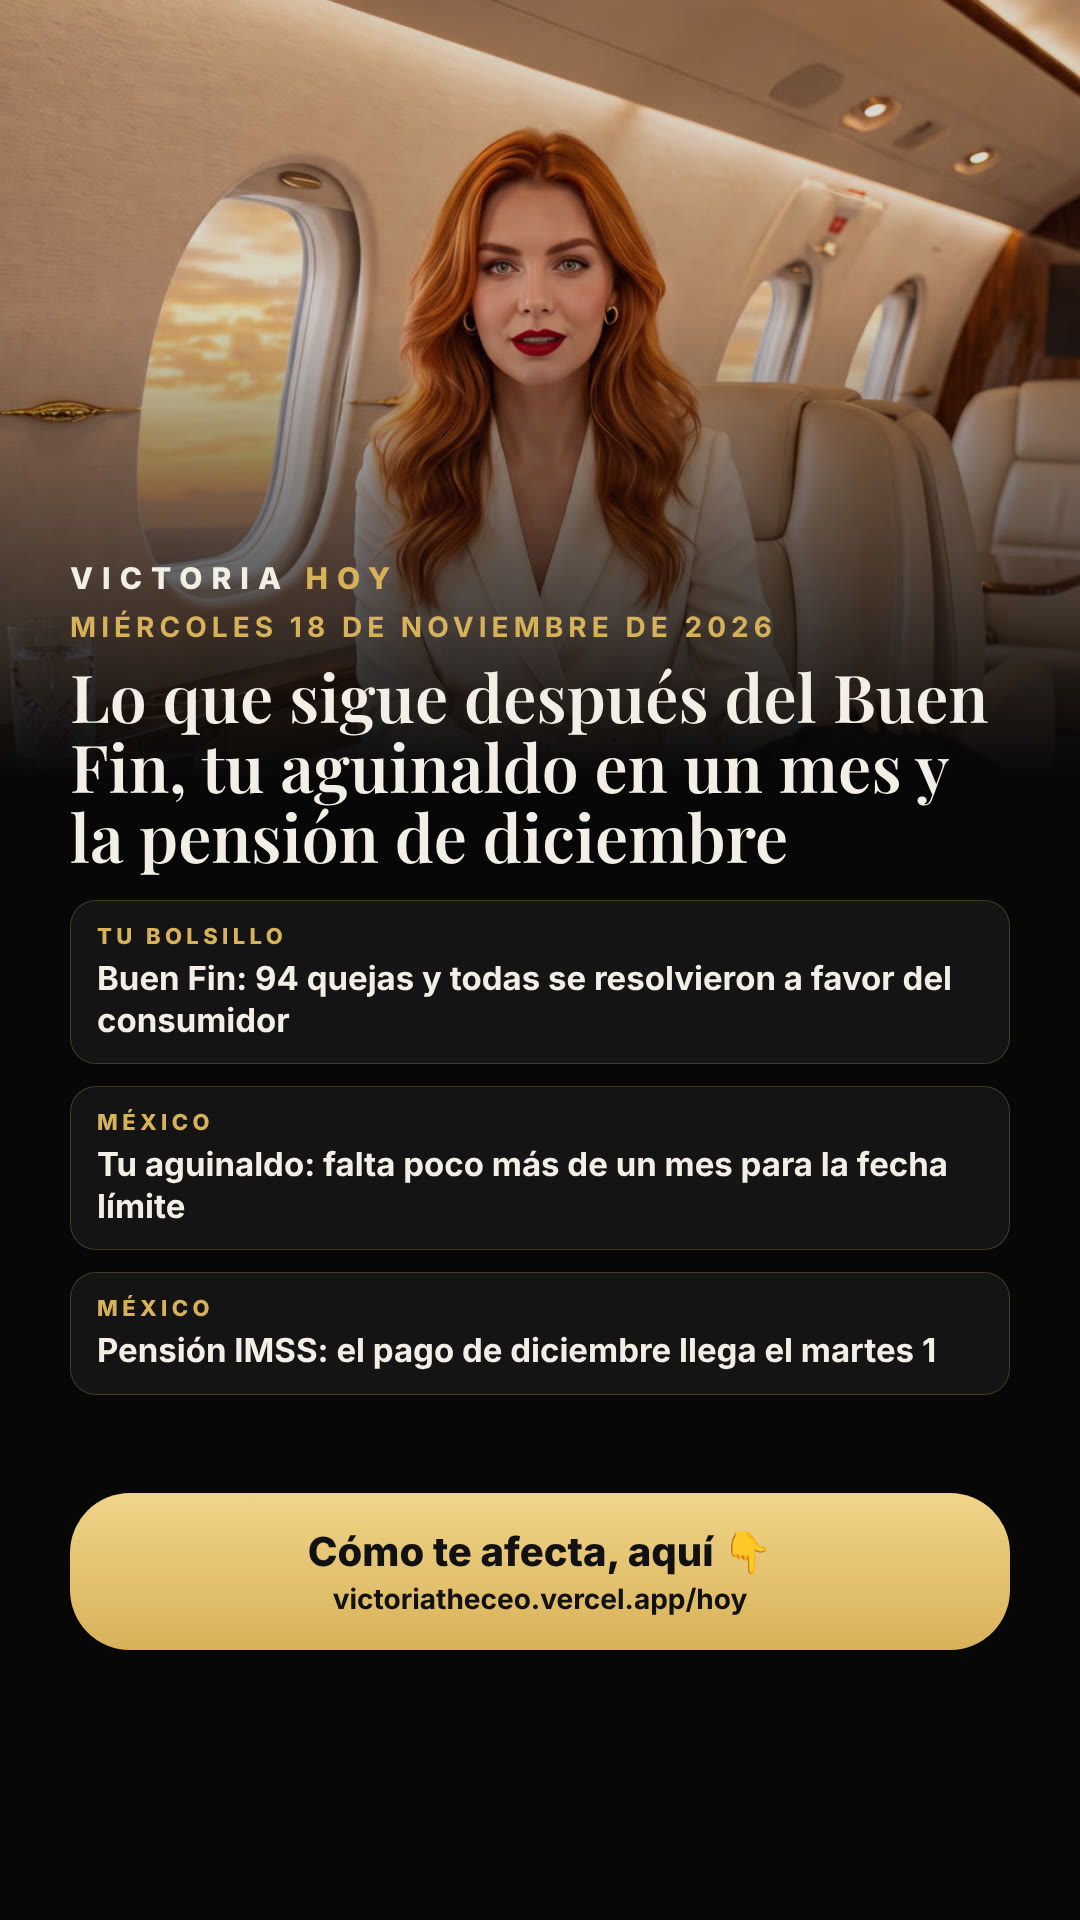 VICTORIA HOY
MIÉRCOLES 18 DE NOVIEMBRE DE 2026
Lo que sigue después del Buen
Fin, tu aguinaldo en un mes y
la pensión de diciembre
TU BOLSILLO
Buen Fin: 94 quejas y todas se resolvieron a favor del
consumidor
MÉXICO
Tu aguinaldo: falta poco más de un mes para la fecha
límite
MÉXICO
Pensión IMSS: el pago de diciembre llega el martes 1
Cómo te afecta, aquí 👇
victoriatheceo.vercel.app/hoy